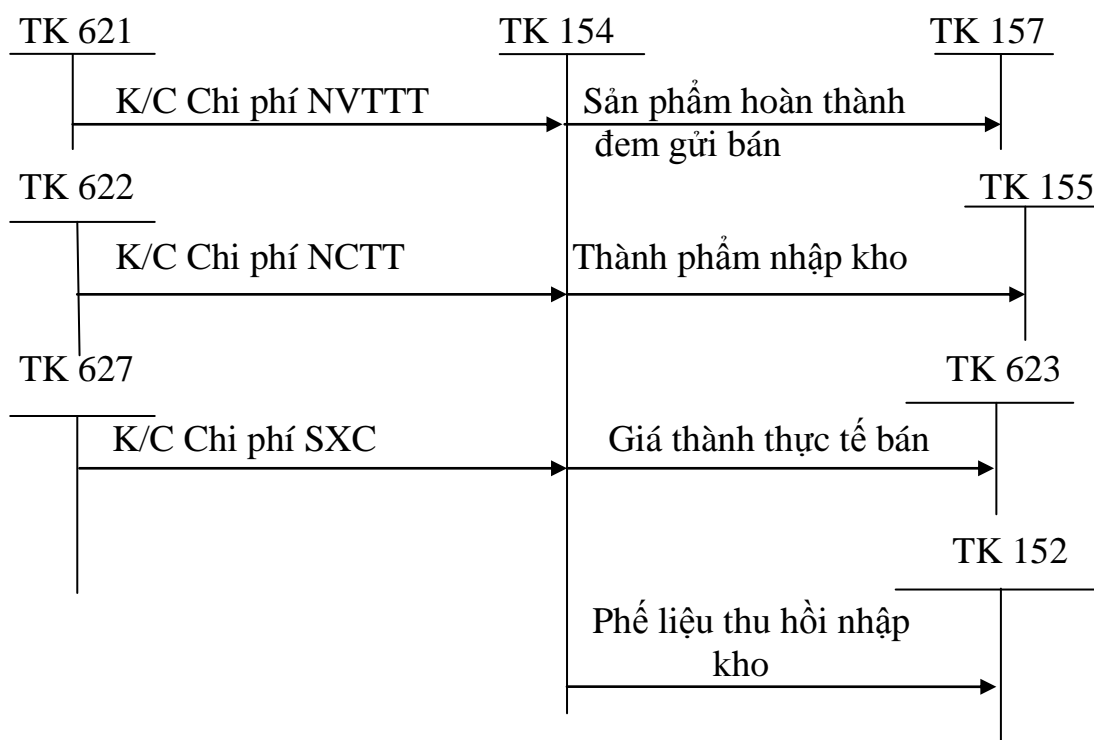 TK 621
TK 154
TK 157
K/C Chi phí NVTTT
Sản phẩm hoàn thành
đem gửi bán
TK 622
TK 155
K/C Chi phí NCTT
Thành phẩm nhập kho
TK 627
TK 623
K/C Chi phí SXC
Giá thành thực tế bán
TK 152
Phế liệu thu hồi nhập
kho